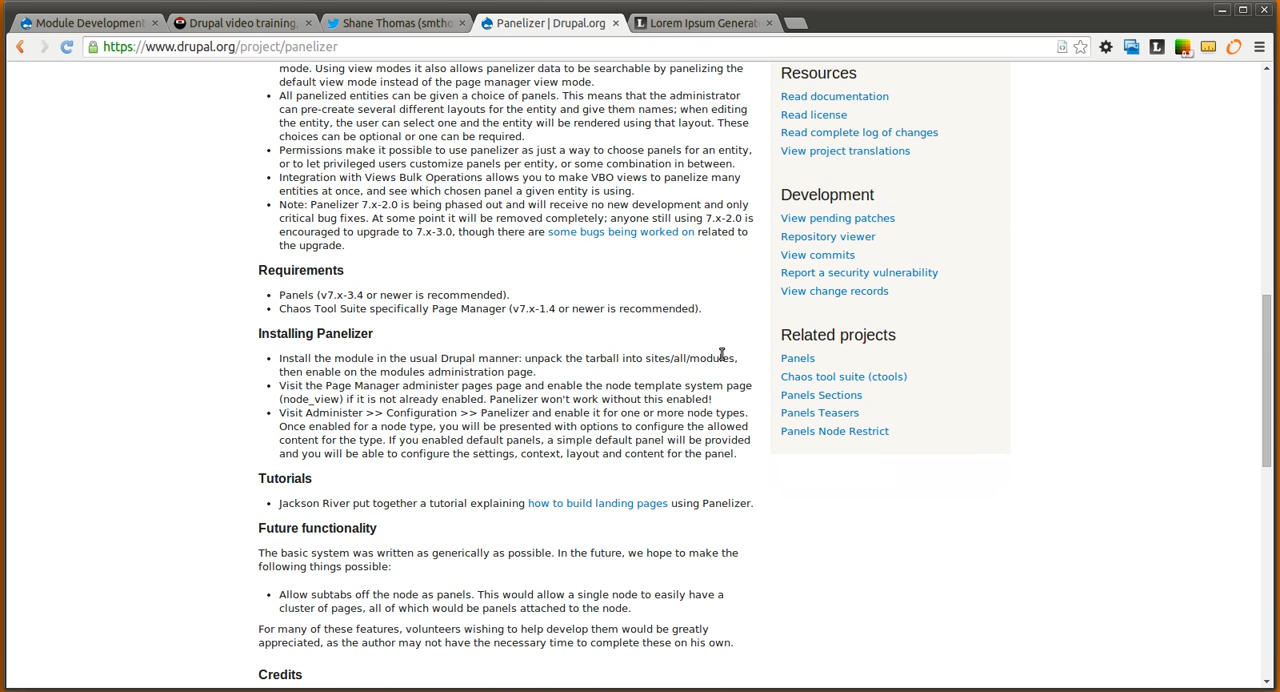 Module Development
Drupal video training,
Shane Thomas (smtho
Panelizer | Drupal.org
Lorem Ipsum Generat
https://www.drupal.org/project/panelizer
mode. Using view modes it also allows panelizer data to be searchable by panelizing the
default view mode instead of the page manager view mode.
• All panelized entities can be given a choice of panels. This means that the administrator
can pre-create several different layouts for the entity and give them names; when editing
the entity, the user can select one and the entity will be rendered using that layout. These
choices can be optional or one can be required.
• Permissions make it possible to use panelizer as just a way to choose panels for an entity,
or to let privileged users customize panels per entity, or some combination in between.
• Integration with Views Bulk Operations allows you to make VBO views to panelize many
entities at once, and see which chosen panel a given entity is using.
• Note: Panelizer 7.x-2.0 is being phased out and will receive no new development and only
critical bug fixes. At some point it will be removed completely; anyone still using 7.x-2.0 is
encouraged to upgrade to 7.x-3.0, though there are some bugs being worked on related to
the upgrade.
Requirements
• Panels (v7.x-3.4 or newer is recommended).
• Chaos Tool Suite specifically Page Manager (v7.x-1.4 or newer is recommended).
Installing Panelizer
• Install the module in the usual Drupal manner: unpack the tarball into sites/all/modules,
then enable on the modules administration page.
• Visit the Page Manager administer pages page and enable the node template system page
(node_view) if it is not already enabled. Panelizer won't work without this enabled!
• Visit Administer >> Configuration >> Panelizer and enable it for one or more node types.
Once enabled for a node type, you will be presented with options to configure the allowed
content for the type. If you enabled default panels, a simple default panel will be provided
and you will be able to configure the settings, context, layout and content for the panel.
Tutorials
• Jackson River put together a tutorial explaining how to build landing pages using Panelizer.
Future functionality
The basic system was written as generically as possible. In the future, we hope to make the
following things possible:
• Allow subtabs off the node as panels. This would allow a single node to easily have a
cluster of pages, all of which would be panels attached to the node.
For many of these features, volunteers wishing to help develop them would be greatly
appreciated, as the author may not have the necessary time to complete these on his own.
Credits
Resources
Read documentation
Read license
Read complete log of changes
View project translations
Development
View pending patches
Repository viewer
View commits
Report a security vulnerability
View change records
Related projects
Panels
Chaos tool suite (ctools)
Panels Sections
Panels Teasers
Panels Node Restrict